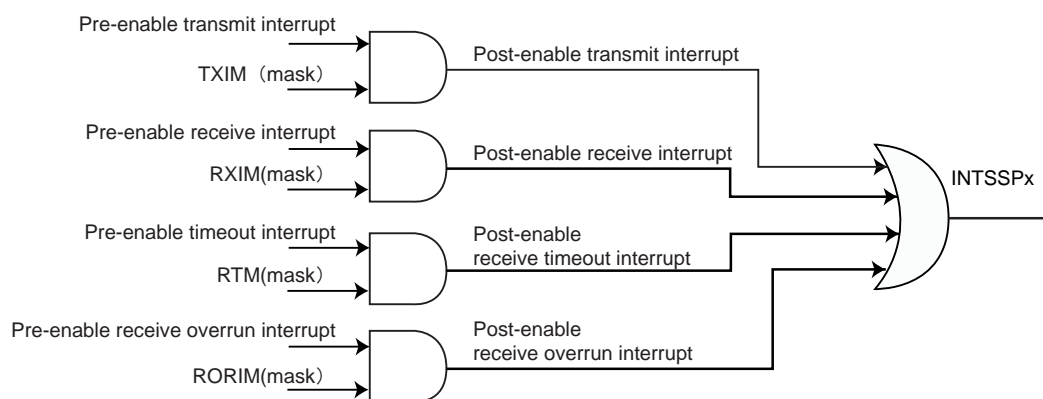 Pre-enable transmit interrupt
TXIM（mask）
Post-enable transmit interrupt
Pre-enable receive interrupt
RXIM(mask）
Post-enable receive interrupt
INTSSPx
Pre-enable timeout interrupt
RTM(mask）
Post-enable
receive timeout interrupt
Pre-enable receive overrun interrupt
RORIM(mask）
Post-enable
receive overrun interrupt